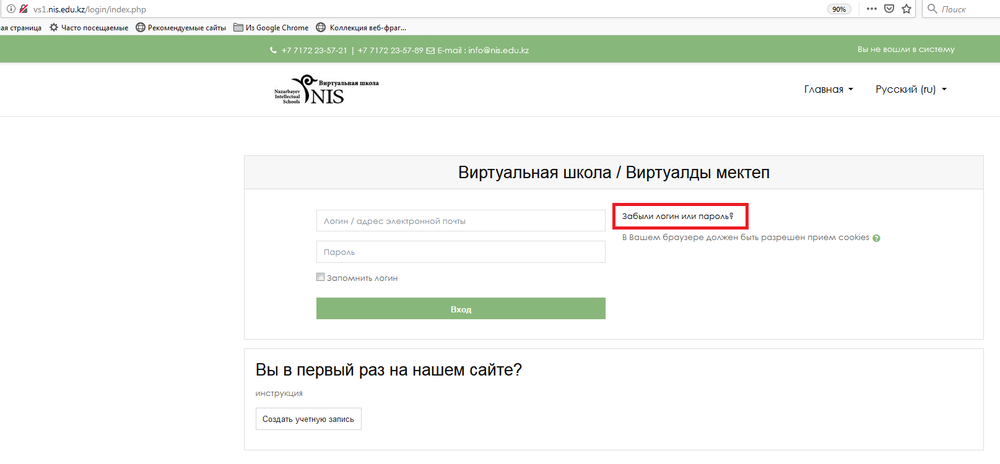 vs1.nis.edu.kz/login/index.php 90% Поиск
ая страница Часто посещаемые Рекомендуемые сайты Из Google Chrome Коллекция веб-фраг...
+7 7172 23-57-21 | +7 7172 23-57-89 E-mail : info@nis.edu.kz Вы не вошли в систему
Виртуальная школа
Nazarbayev
Intellectual
Schools
NIS
Главная Русский (ru)
Виртуальная школа / Виртуалды мектеп
Логин / адрес электронной почты
Забыли логин или пароль?
В Вашем браузере должен быть разрешен прием cookies ?
Пароль
Запомнить логин
Вход
Вы в первый раз на нашем сайте?
инструкция
Создать учетную запись